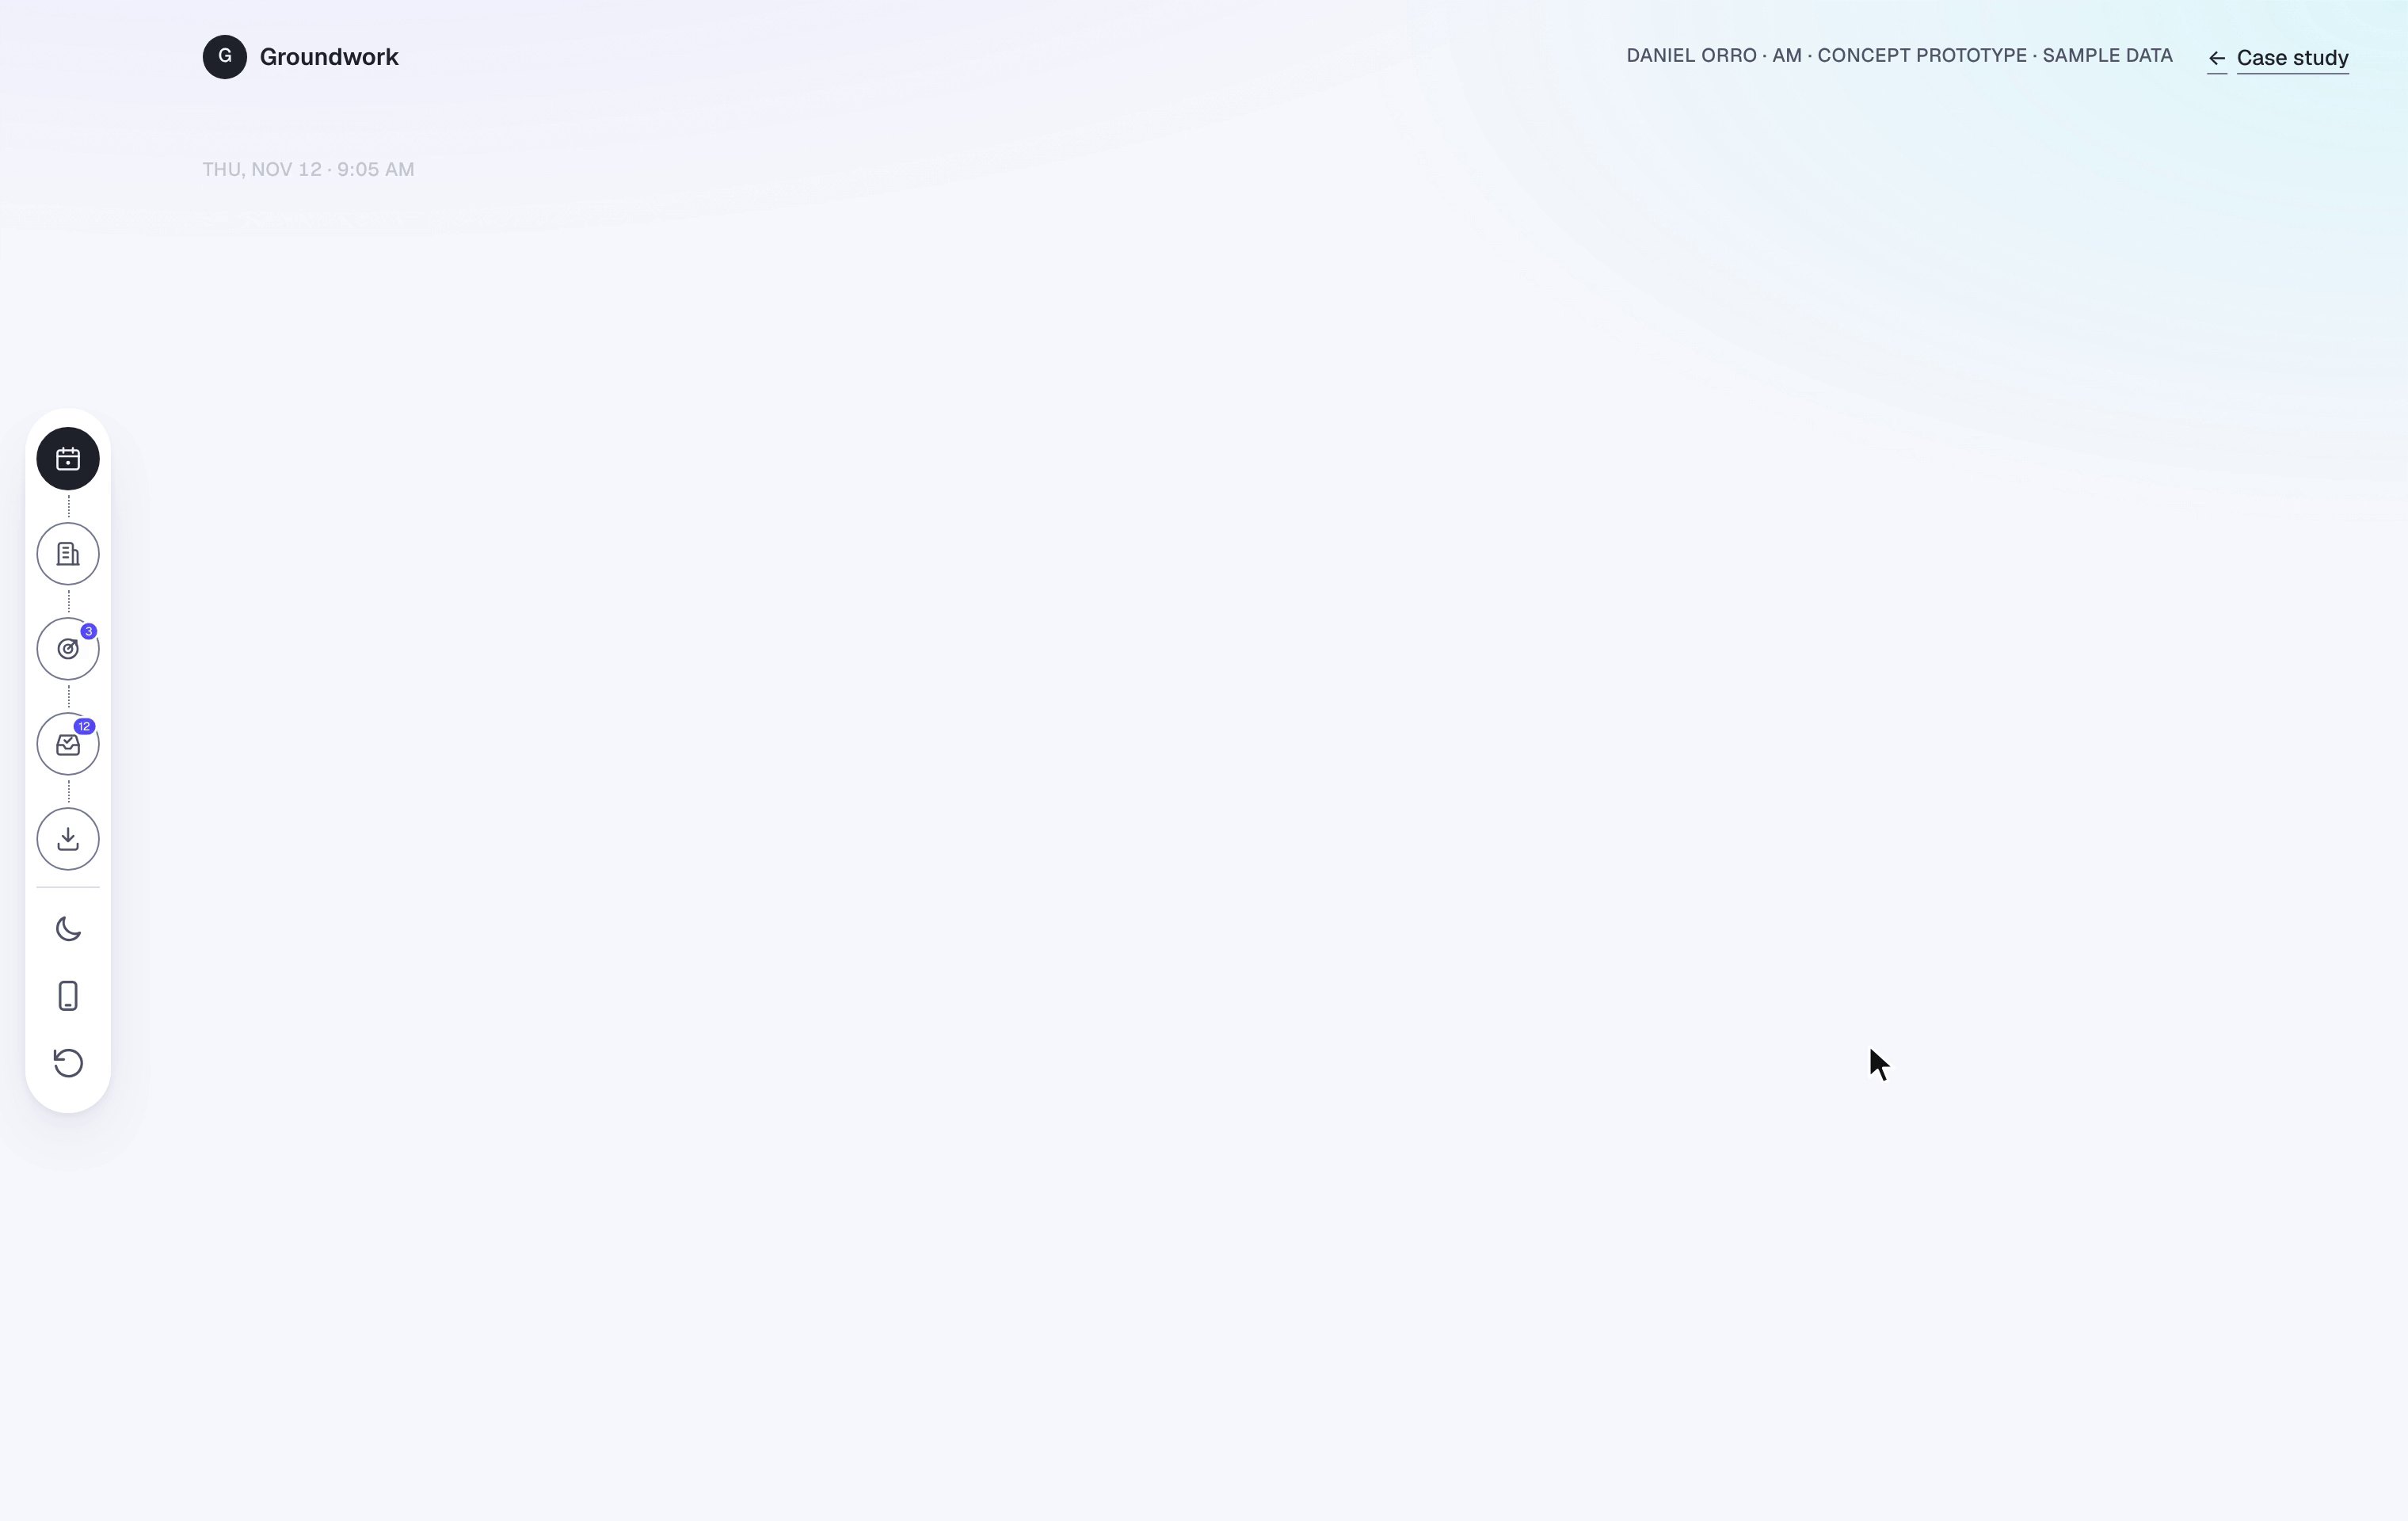 G Groundwork
DANIEL ORRO · AM · CONCEPT PROTOTYPE · SAMPLE DATA
← Case study
THU, NOV 12 · 9:05 AM
3
12